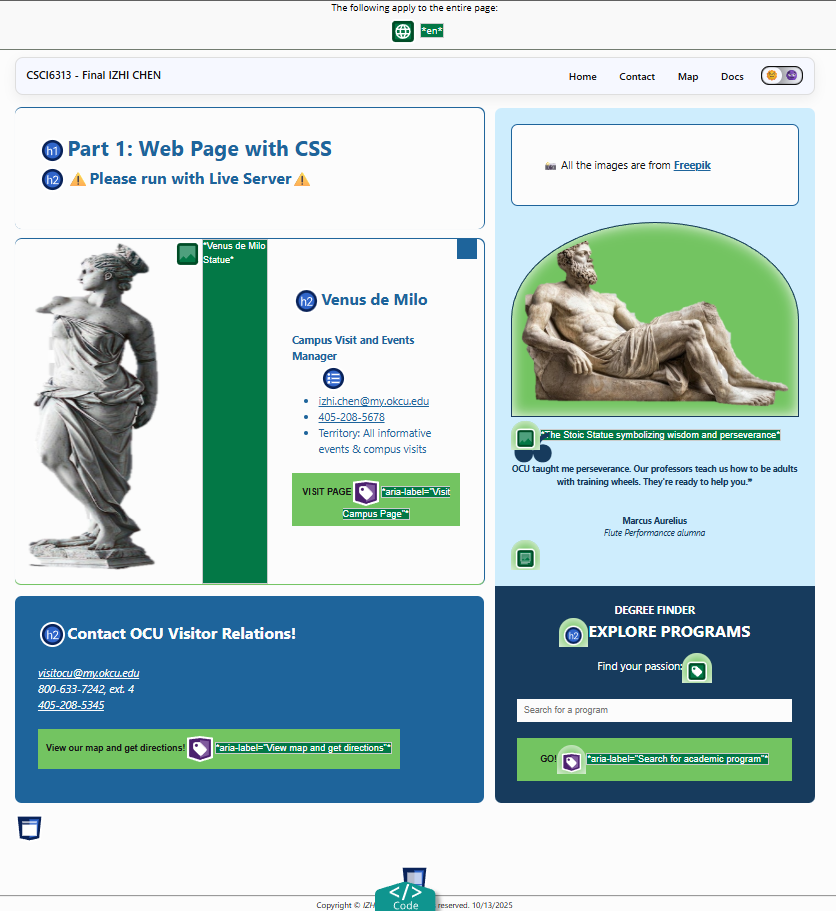 The following apply to the entire page:
*en*
CSCI6313 - Final IZHI CHEN
Home Contact Map Docs
h1 Part 1: Web Page with CSS
h2 Please run with Live Server
All the images are from Freepik
*Venus de Milo
Statue*
h2 Venus de Milo
Campus Visit and Events
Manager
izhi.chen@my.okcu.edu
405-208-5678
Territory: All informative
events & compus visits
VISIT PAGE *aria-label="Visit
Campus Page"*
*The Stoic Statue symbolizing wisdom and perseverance*
OCU taught me perseverance. Our professors teach us how to be adults
with training wheels. They're ready to help you.❞
Marcus Aurelius
Flute Performancce alumna
h2 Contact OCU Visitor Relations!
visitocu@my.okcu.edu
800-633-7242, ext. 4
405-208-5345
View our map and get directions! *aria-label="View map and get directions"*
DEGREE FINDER
h2 EXPLORE PROGRAMS
Find your passion:
Search for a program
GO! *aria-label="Search for academic program"*
</> 
Code
Copyright © IZH reserved. 10/13/2025